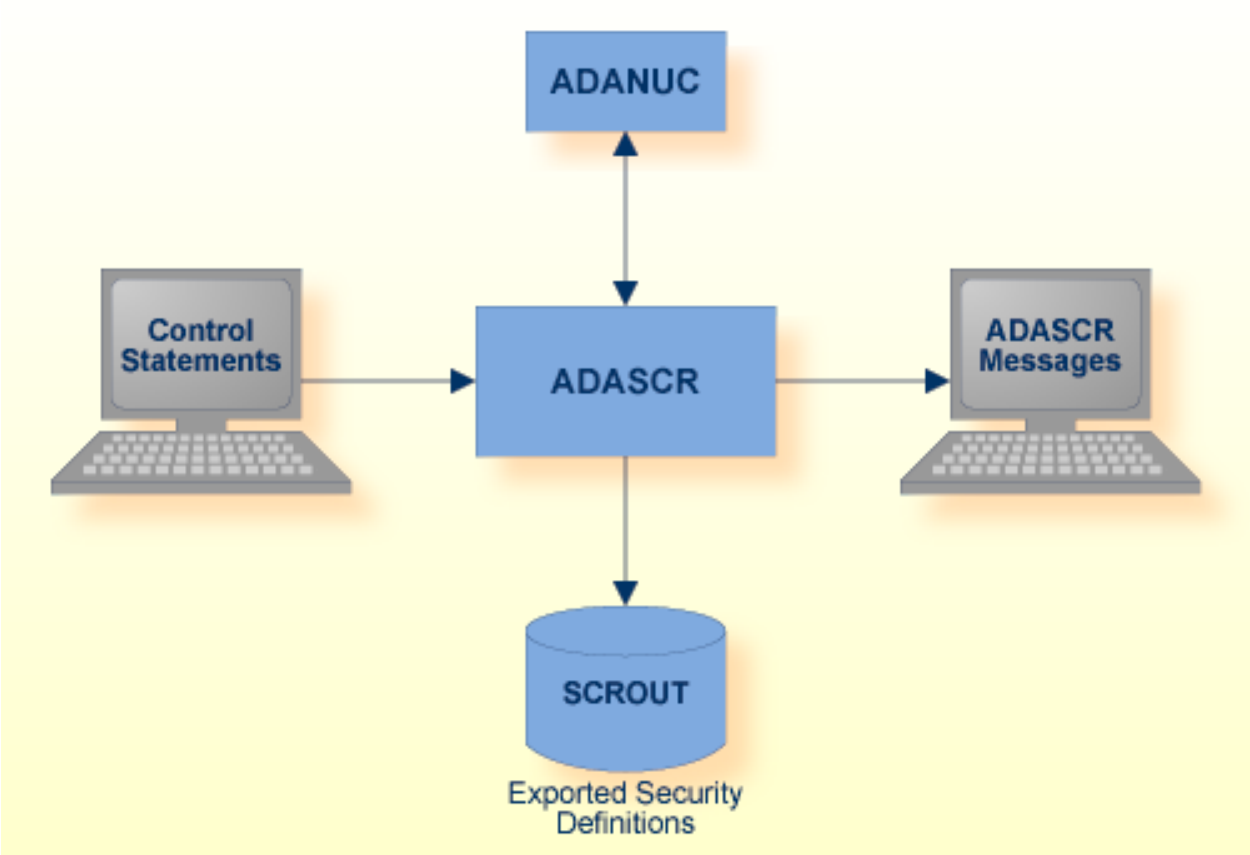 ADANUC
Control
Statements
ADASCR
ADASCR
Messages
SCROUT
Exported Security
Definitions